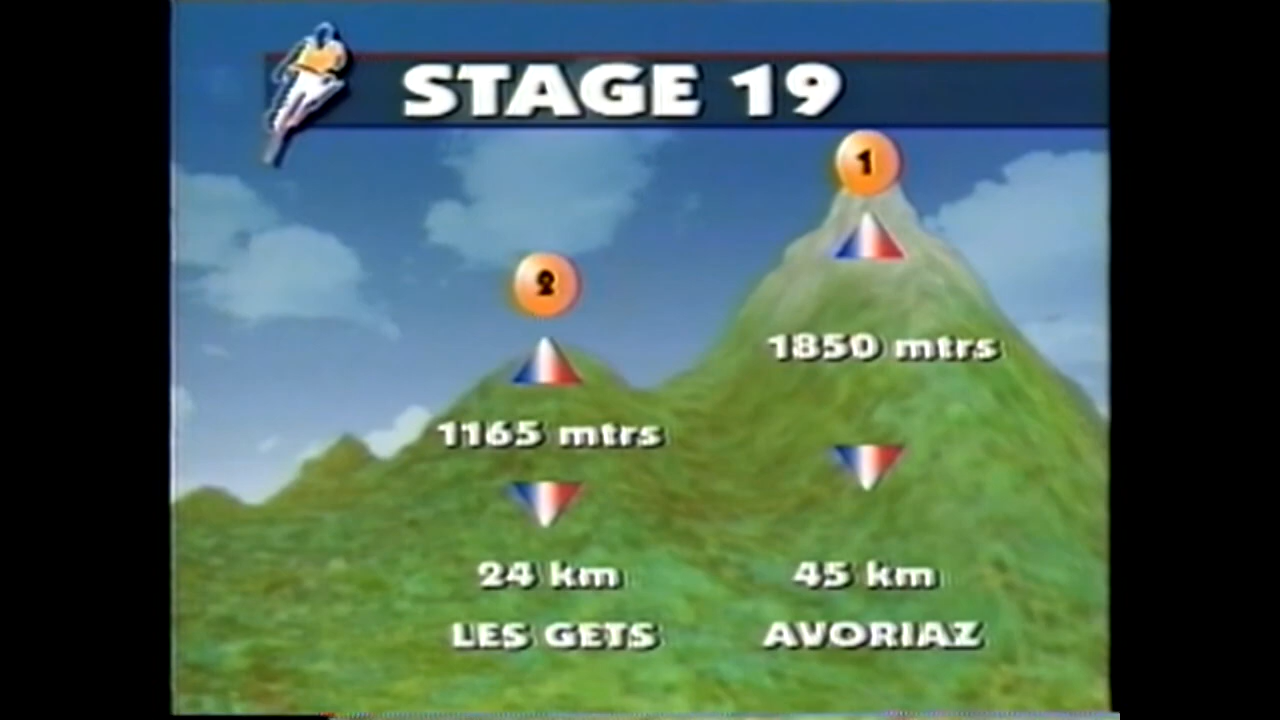 STAGE 19
1
2
1850 mtrs
1165 mtrs
24 km
45 km
LES GETS
AVORIAZ